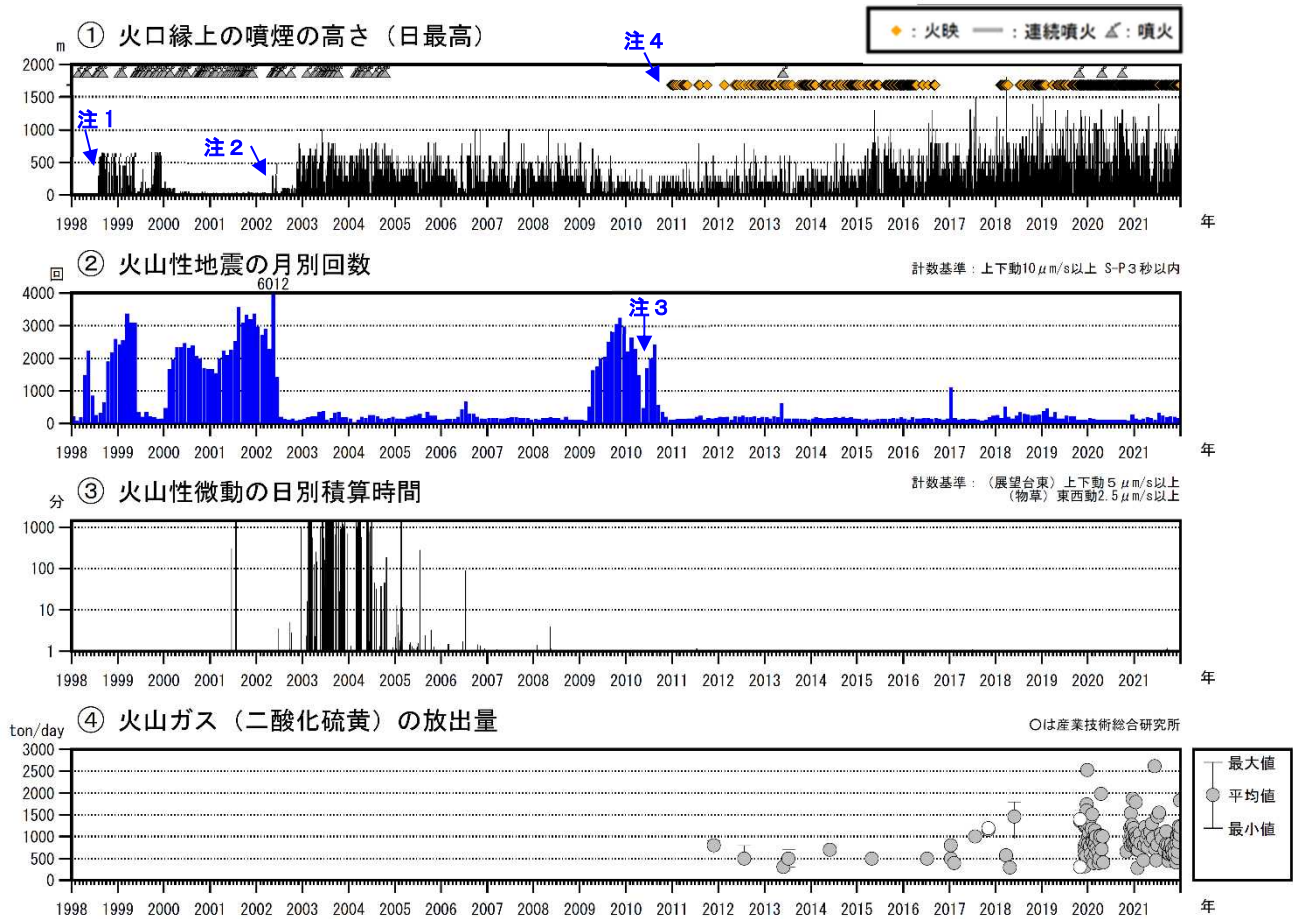 ① 火口縁上の噴煙の高さ（日最高）
◆：火映 ―：連続噴火 ：噴火
m
2000
1500
1000
500
0
注１
注２
注４
1998 1999 2000 2001 2002 2003 2004 2005 2006 2007 2008 2009 2010 2011 2012 2013 2014 2015 2016 2017 2018 2019 2020 2021 年
② 火山性地震の月別回数
計数基準：上下動10μm/s以上 S-P３秒以内
回
6012
4000
3000
2000
1000
0
注３
1998 1999 2000 2001 2002 2003 2004 2005 2006 2007 2008 2009 2010 2011 2012 2013 2014 2015 2016 2017 2018 2019 2020 2021 年
③ 火山性微動の日別積算時間
計数基準：（展望台東）上下動５μm/s以上
（物草）東西動2.5μm/s以上
分
1000
100
10
1
1998 1999 2000 2001 2002 2003 2004 2005 2006 2007 2008 2009 2010 2011 2012 2013 2014 2015 2016 2017 2018 2019 2020 2021 年
④ 火山ガス（二酸化硫黄）の放出量
○は産業技術総合研究所
ton/day
3000
2500
2000
1500
1000
500
0
最大値
平均値
最小値
1998 1999 2000 2001 2002 2003 2004 2005 2006 2007 2008 2009 2010 2011 2012 2013 2014 2015 2016 2017 2018 2019 2020 2021 年